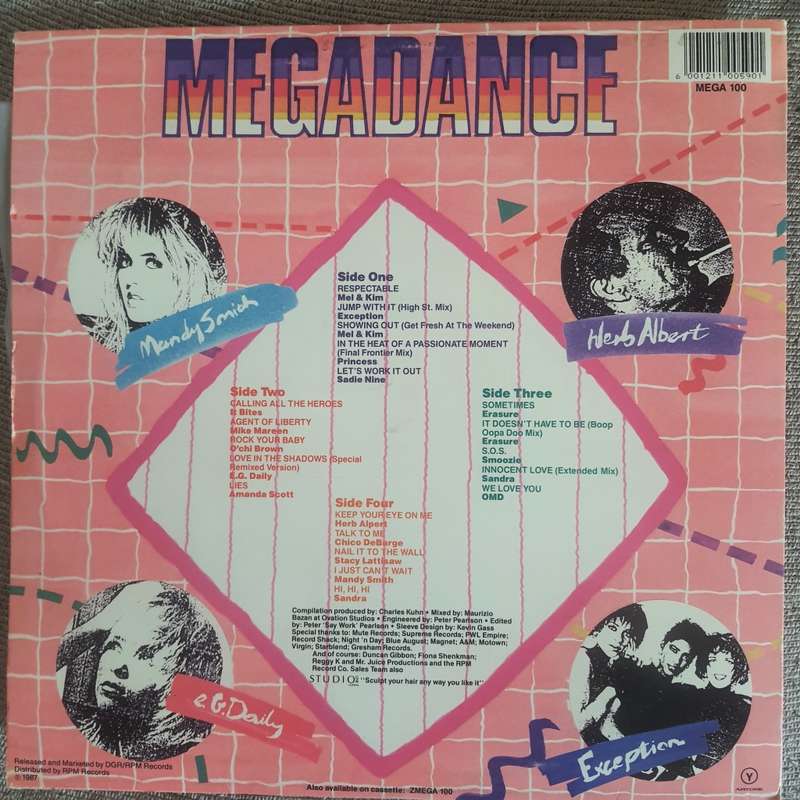 MEGADANCE
6 001211 005901
MEGA 100
Mandy Smith
Herb Albert
Side One
RESPECTABLE
Mel & Kim
JUMP WITH IT (High St. Mix)
Exception
SHOWING OUT (Get Fresh At The Weekend)
Mel & Kim
IN THE HEAT OF A PASSIONATE MOMENT
(Final Frontier Mix)
Princess
LET'S WORK IT OUT
Sadie Nine
Side Two
CALLING ALL THE HEROES
It Bites
AGENT OF LIBERTY
Mike Mareen
ROCK YOUR BABY
O'chi Brown
LOVE IN THE SHADOWS (Special
Remixed Version)
E.G. Daily
LIES
Amanda Scott
Side Three
SOMETIMES
Erasure
IT DOESN'T HAVE TO BE (Boop
Oopa Doo Mix)
Erasure
S.O.S.
Smoozie
INNOCENT LOVE (Extended Mix)
Sandra
WE LOVE YOU
OMD
Side Four
KEEP YOUR EYE ON ME
Herb Alpert
TALK TO ME
Chico DeBarge
NAIL IT TO THE WALL
Stacy Lattisaw
I JUST CAN'T WAIT
Mandy Smith
HI, HI, HI
Sandra
Compilation produced by: Charles Kuhn • Mixed by: Maurizio
Bazan at Ovation Studios • Engineered by: Peter Pearlson • Edited
by: Peter 'Say Work' Pearlson • Sleeve Design by: Kevin Gass
Special thanks to: Mute Records; Supreme Records; PWL Empire;
Record Shack; Night 'n Day; Blue August; Magnet; A&M; Motown;
Virgin; Starblend; Gresham Records.
And of course: Duncan Gibbon; Fiona Shenkman;
Reggy K and Mr. Juice Productions and the RPM
Record Co. Sales Team also
STUDIO "Sculpt your hair any way you like it"
e.G. Daily
Exception
Released and Marketed by DGR/RPM Records
Distributed by RPM Records
℗ 1987
Also available on cassette: ZMEGA 100
Y